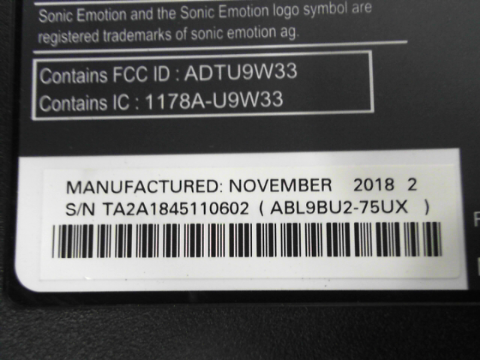 Sonic Emotion and the Sonic Emotion logo symbol are
registered trademarks of sonic emotion ag.
Contains FCC ID : ADTU9W33
Contains IC : 1178A-U9W33
MANUFACTURED: NOVEMBER 2018 2
S/N TA2A1845110602 ( ABL9BU2-75UX )